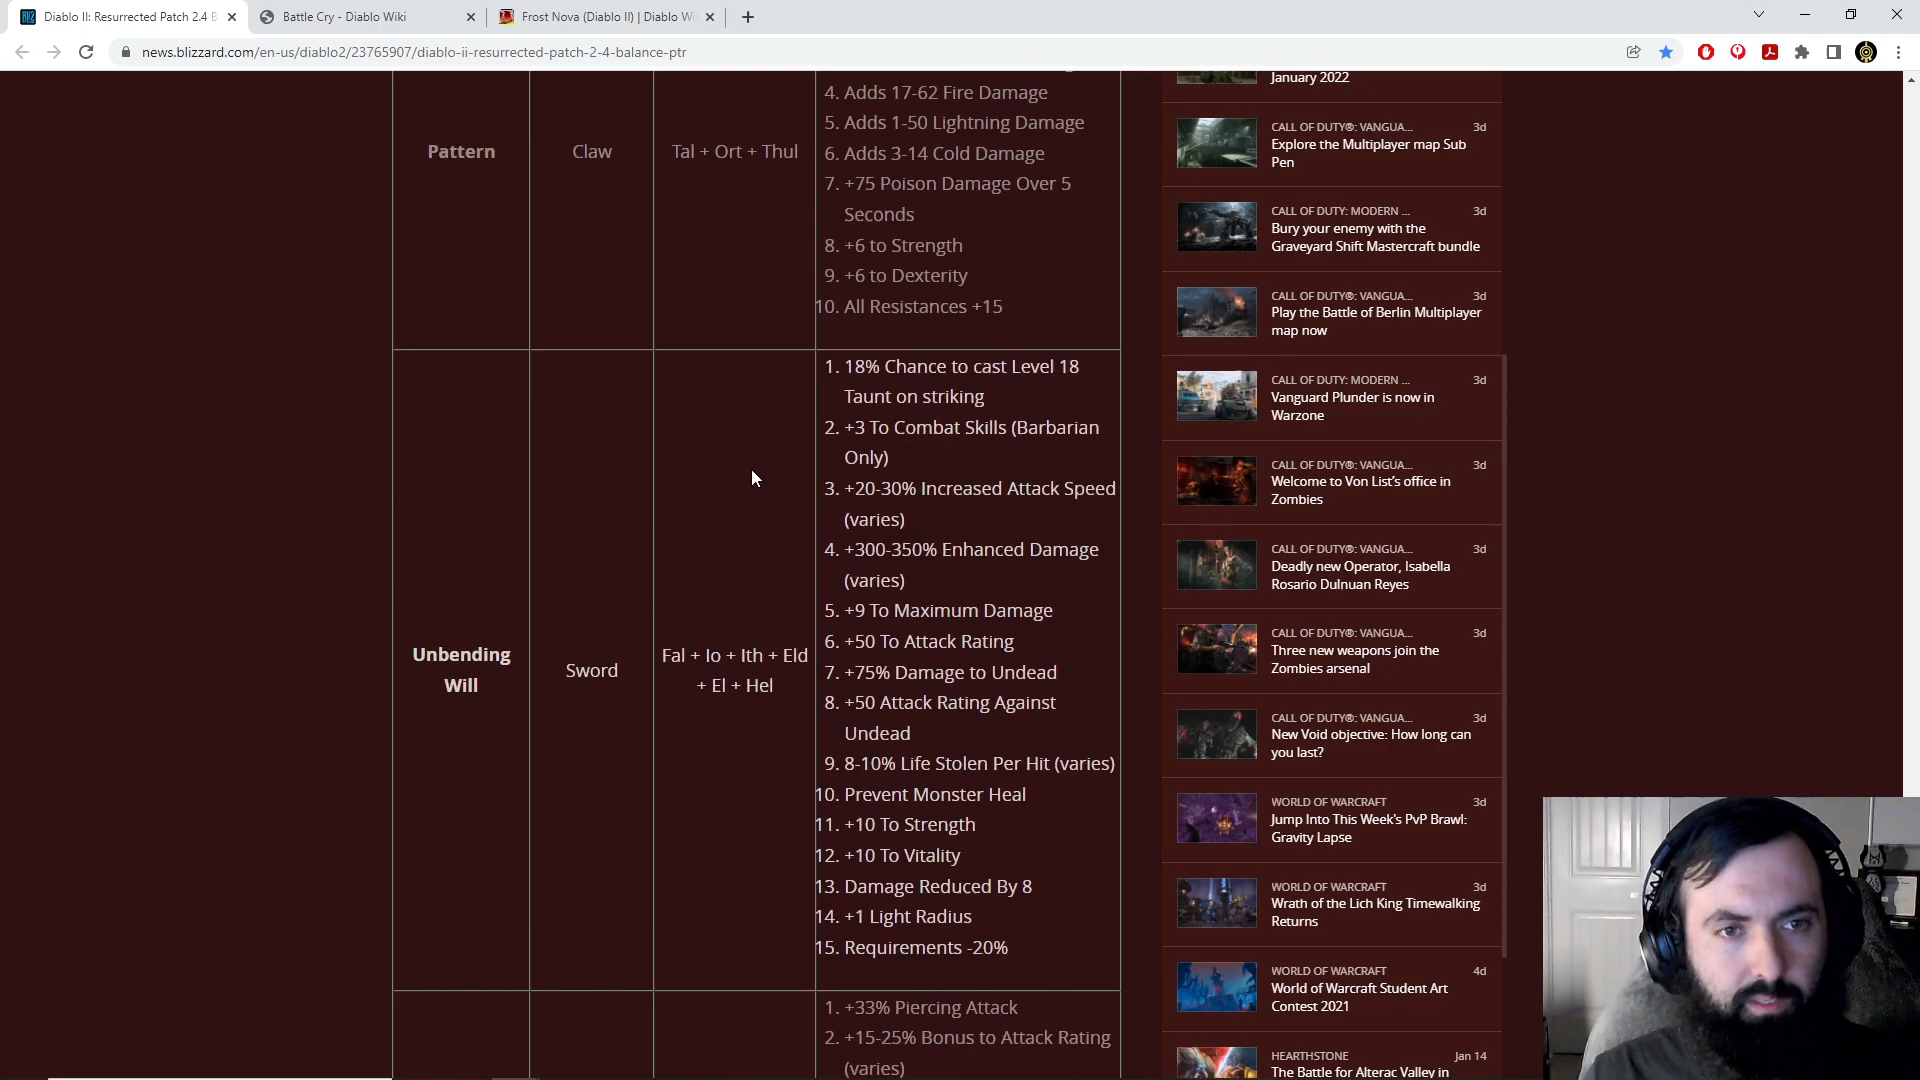 Diablo II: Resurrected Patch 2.4 B
Battle Cry - Diablo Wiki
Frost Nova (Diablo II) | Diablo Wi
news.blizzard.com/en-us/diablo2/23765907/diablo-ii-resurrected-patch-2-4-balance-ptr
Pattern
Claw
Tal + Ort + Thul
4. Adds 17-62 Fire Damage
5. Adds 1-50 Lightning Damage
6. Adds 3-14 Cold Damage
7. +75 Poison Damage Over 5
Seconds
8. +6 to Strength
9. +6 to Dexterity
10. All Resistances +15
Unbending
Will
Sword
Fal + Io + Ith + Eld
+ El + Hel
1. 18% Chance to cast Level 18
Taunt on striking
2. +3 To Combat Skills (Barbarian
Only)
3. +20-30% Increased Attack Speed
(varies)
4. +300-350% Enhanced Damage
(varies)
5. +9 To Maximum Damage
6. +50 To Attack Rating
7. +75% Damage to Undead
8. +50 Attack Rating Against
Undead
9. 8-10% Life Stolen Per Hit (varies)
10. Prevent Monster Heal
11. +10 To Strength
12. +10 To Vitality
13. Damage Reduced By 8
14. +1 Light Radius
15. Requirements -20%
1. +33% Piercing Attack
2. +15-25% Bonus to Attack Rating
(varies)
January 2022
CALL OF DUTY®: VANGUA... 3d
Explore the Multiplayer map Sub
Pen
CALL OF DUTY: MODERN ... 3d
Bury your enemy with the
Graveyard Shift Mastercraft bundle
CALL OF DUTY®: VANGUA... 3d
Play the Battle of Berlin Multiplayer
map now
CALL OF DUTY: MODERN ... 3d
Vanguard Plunder is now in
Warzone
CALL OF DUTY®: VANGUA... 3d
Welcome to Von List's office in
Zombies
CALL OF DUTY®: VANGUA... 3d
Deadly new Operator, Isabella
Rosario Dulnuan Reyes
CALL OF DUTY®: VANGUA... 3d
Three new weapons join the
Zombies arsenal
CALL OF DUTY®: VANGUA... 3d
New Void objective: How long can
you last?
WORLD OF WARCRAFT 3d
Jump Into This Week's PvP Brawl:
Gravity Lapse
WORLD OF WARCRAFT 3d
Wrath of the Lich King Timewalking
Returns
WORLD OF WARCRAFT 4d
World of Warcraft Student Art
Contest 2021
HEARTHSTONE Jan 14
The Battle for Alterac Valley in